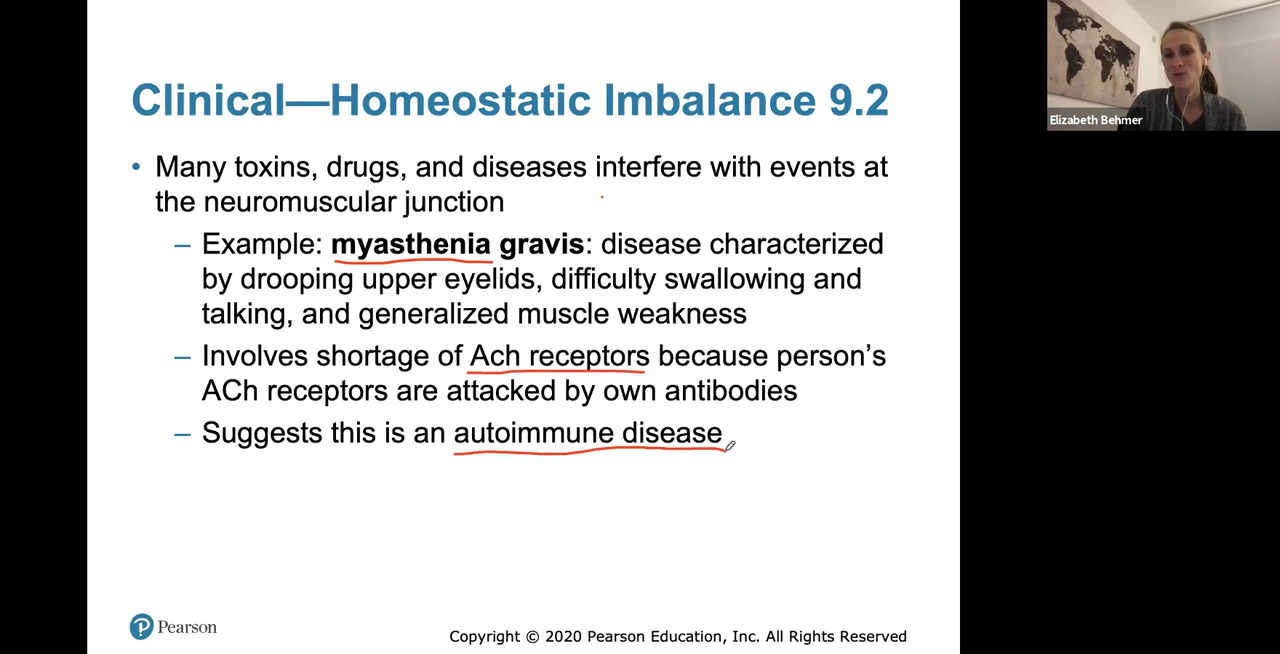 Clinical—Homeostatic Imbalance 9.2
• Many toxins, drugs, and diseases interfere with events at
the neuromuscular junction
– Example: myasthenia gravis: disease characterized
by drooping upper eyelids, difficulty swallowing and
talking, and generalized muscle weakness
– Involves shortage of Ach receptors because person’s
ACh receptors are attacked by own antibodies
– Suggests this is an autoimmune disease
P Pearson
Copyright © 2020 Pearson Education, Inc. All Rights Reserved
Elizabeth Behmer